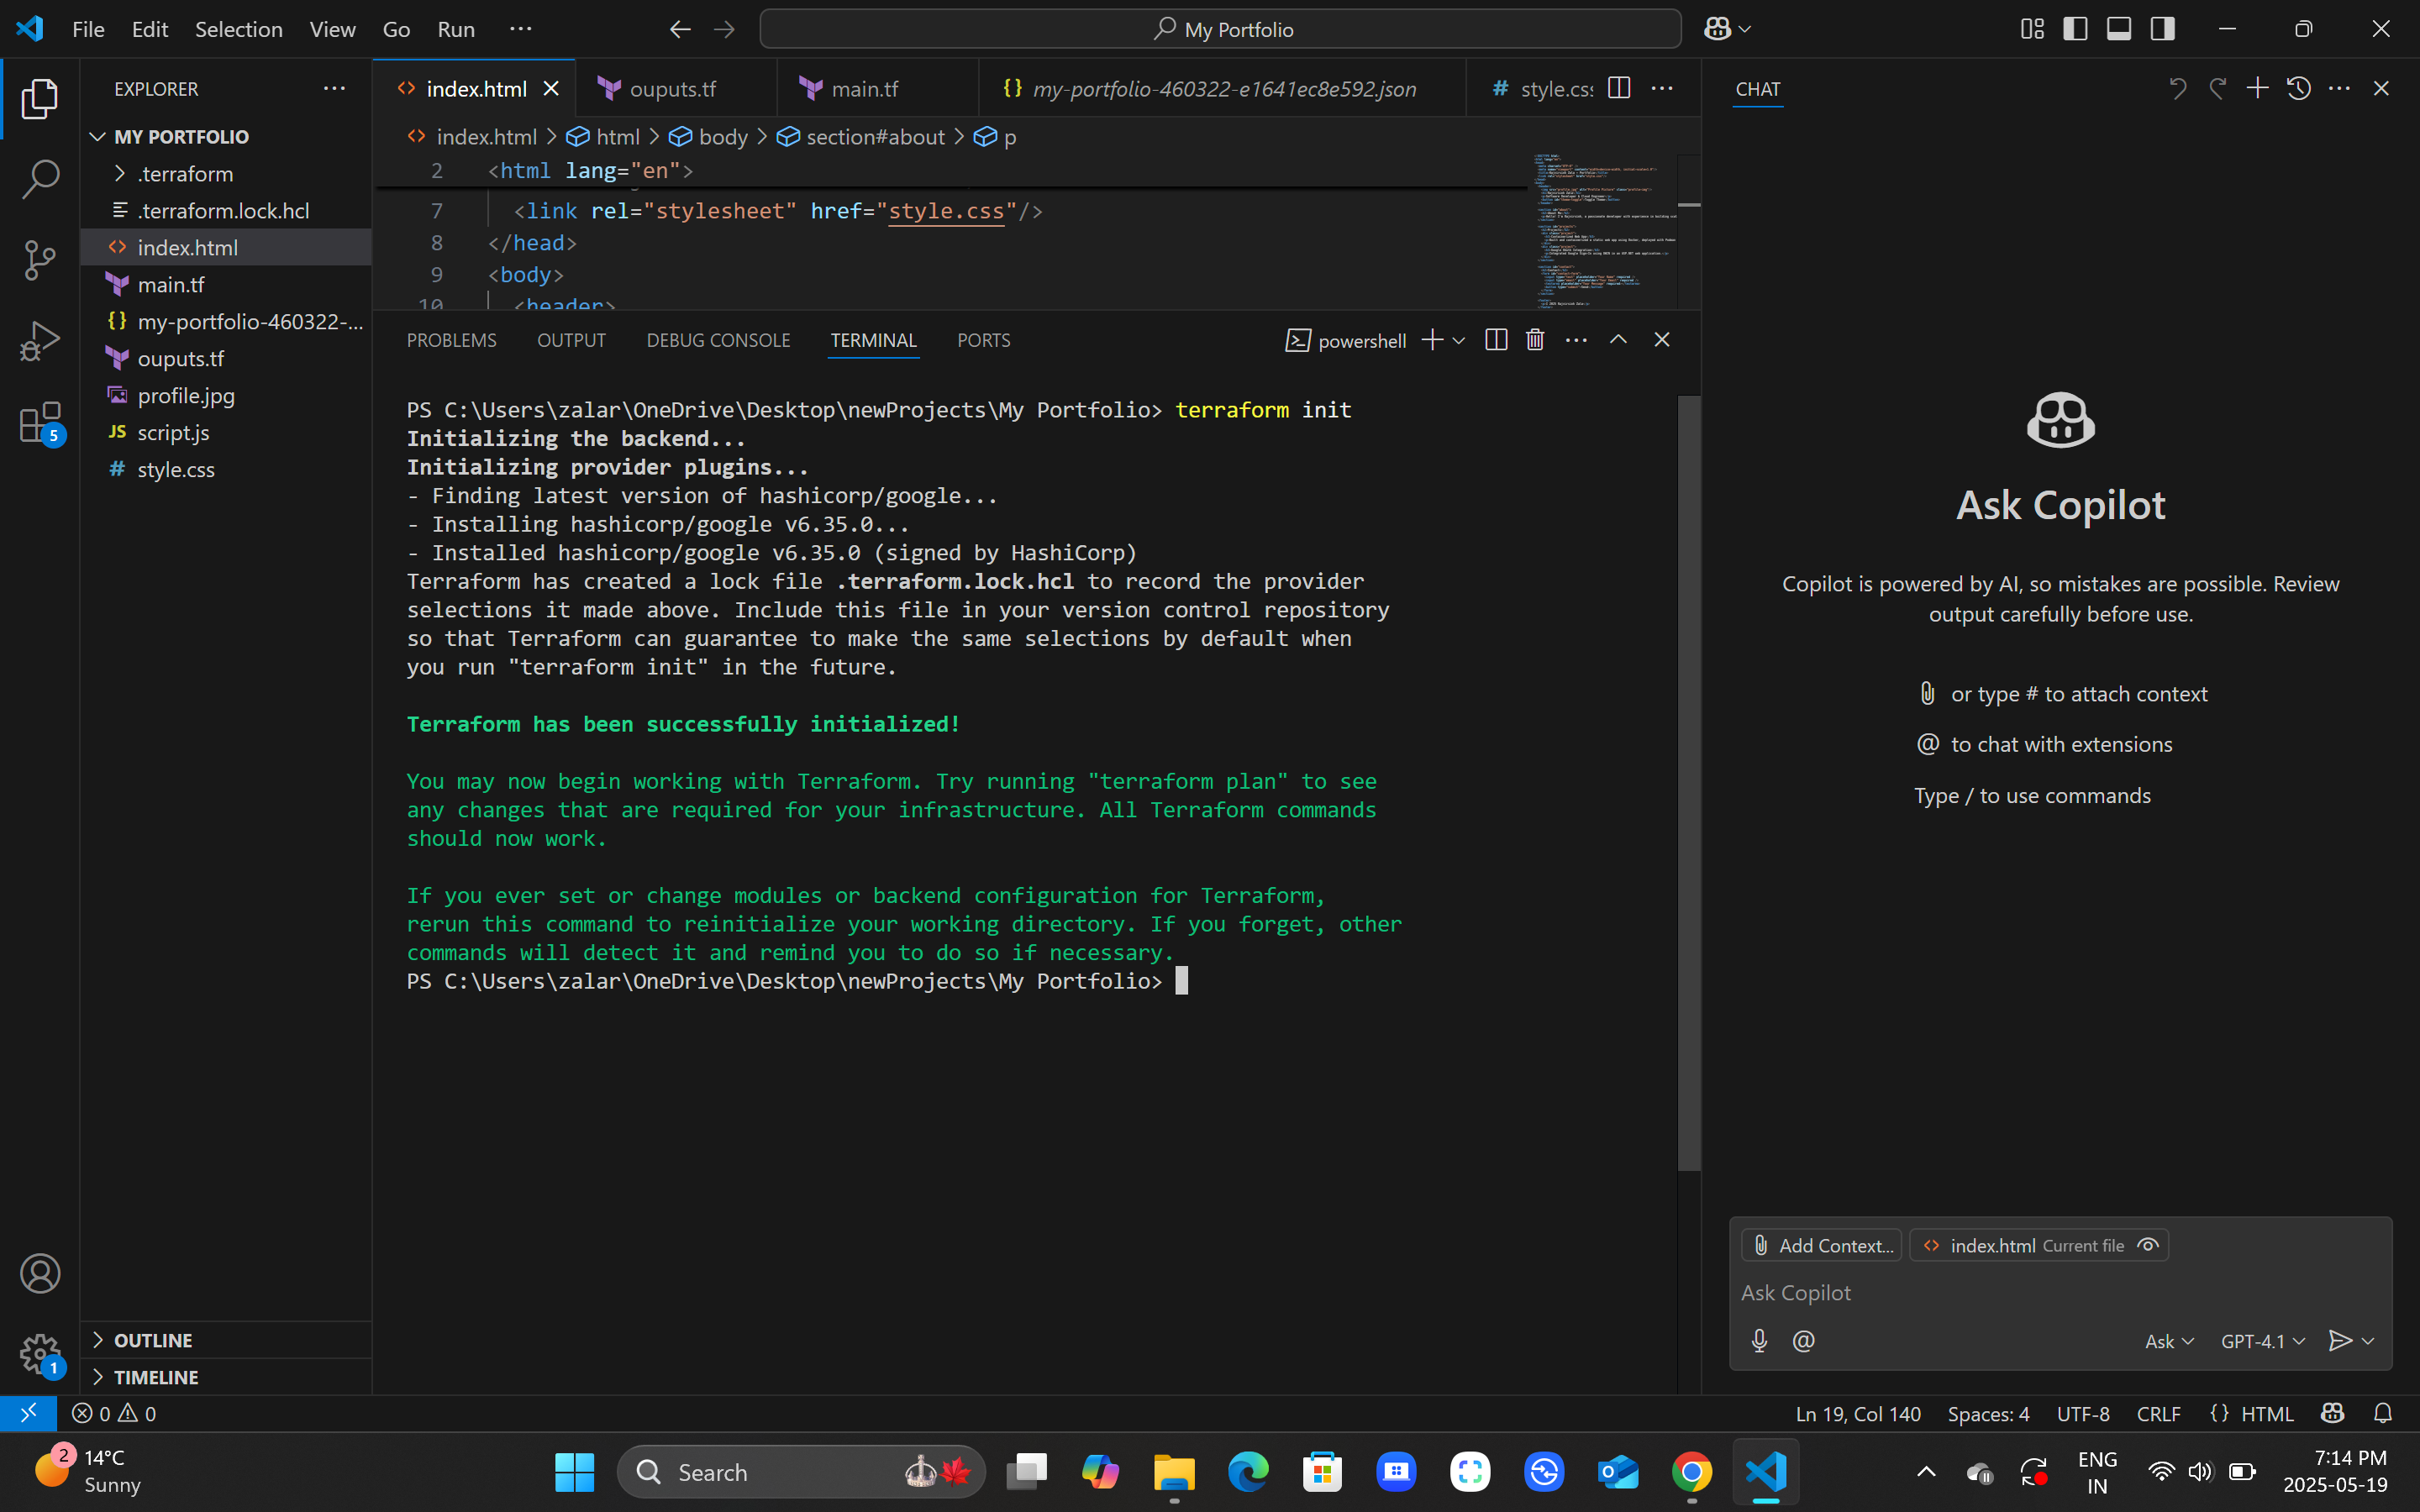 File Edit Selection View Go Run ···
My Portfolio
EXPLORER
MY PORTFOLIO
.terraform
.terraform.lock.hcl
index.html
main.tf
my-portfolio-460322-...
ouputs.tf
profile.jpg
JS script.js
# style.css
5
1
OUTLINE
TIMELINE
index.html
ouputs.tf
main.tf
{} my-portfolio-460322-e1641ec8e592.json
# style.cs
index.html > html > body > section#about > p
2 <html lang="en">
7 <link rel="stylesheet" href="style.css"/>
8 </head>
9 <body>
10 <header>
PROBLEMS OUTPUT DEBUG CONSOLE TERMINAL PORTS
powershell
PS C:\Users\zalar\OneDrive\Desktop\newProjects\My Portfolio> terraform init
Initializing the backend...
Initializing provider plugins...
- Finding latest version of hashicorp/google...
- Installing hashicorp/google v6.35.0...
- Installed hashicorp/google v6.35.0 (signed by HashiCorp)
Terraform has created a lock file .terraform.lock.hcl to record the provider
selections it made above. Include this file in your version control repository
so that Terraform can guarantee to make the same selections by default when
you run "terraform init" in the future.
Terraform has been successfully initialized!
You may now begin working with Terraform. Try running "terraform plan" to see
any changes that are required for your infrastructure. All Terraform commands
should now work.
If you ever set or change modules or backend configuration for Terraform,
rerun this command to reinitialize your working directory. If you forget, other
commands will detect it and remind you to do so if necessary.
PS C:\Users\zalar\OneDrive\Desktop\newProjects\My Portfolio>
CHAT
Ask Copilot
Copilot is powered by AI, so mistakes are possible. Review
output carefully before use.
or type # to attach context
@ to chat with extensions
Type / to use commands
Add Context...
index.html Current file
Ask Copilot
@
Ask
GPT-4.1
0 0
Ln 19, Col 140
Spaces: 4
UTF-8
CRLF
{} HTML
2
14°C
Sunny
Search
ENG
IN
7:14 PM
2025-05-19